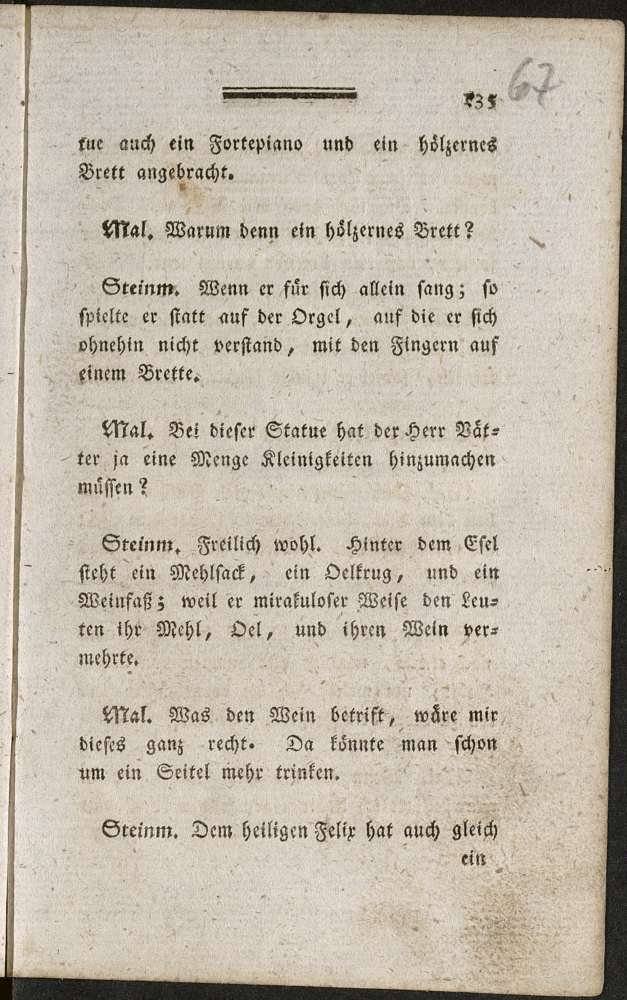 135
67
tue auch ein Fortepiano und ein hölzernes
Brett angebracht.
Mal. Warum denn ein hölzernes Brett?
Steinm. Wenn er für sich allein sang; so
spielte er statt auf der Orgel, auf die er sich
ohnehin nicht verstand, mit den Fingern auf
einem Brette.
Mal. Bei dieser Statue hat der Herr Vät=
ter ja eine Menge Kleinigkeiten hinzumachen
müssen?
Steinm. Freilich wohl. Hinter dem Esel
steht ein Mehlsack, ein Oelkrug, und ein
Weinfaß; weil er mirakuloser Weise den Leu=
ten ihr Mehl, Oel, und ihren Wein ver=
mehrte.
Mal. Was den Wein betrift, wäre mir
dieses ganz recht. Da könnte man schon
um ein Seitel mehr trinken.
Steinm. Dem heiligen Felix hat auch gleich
ein